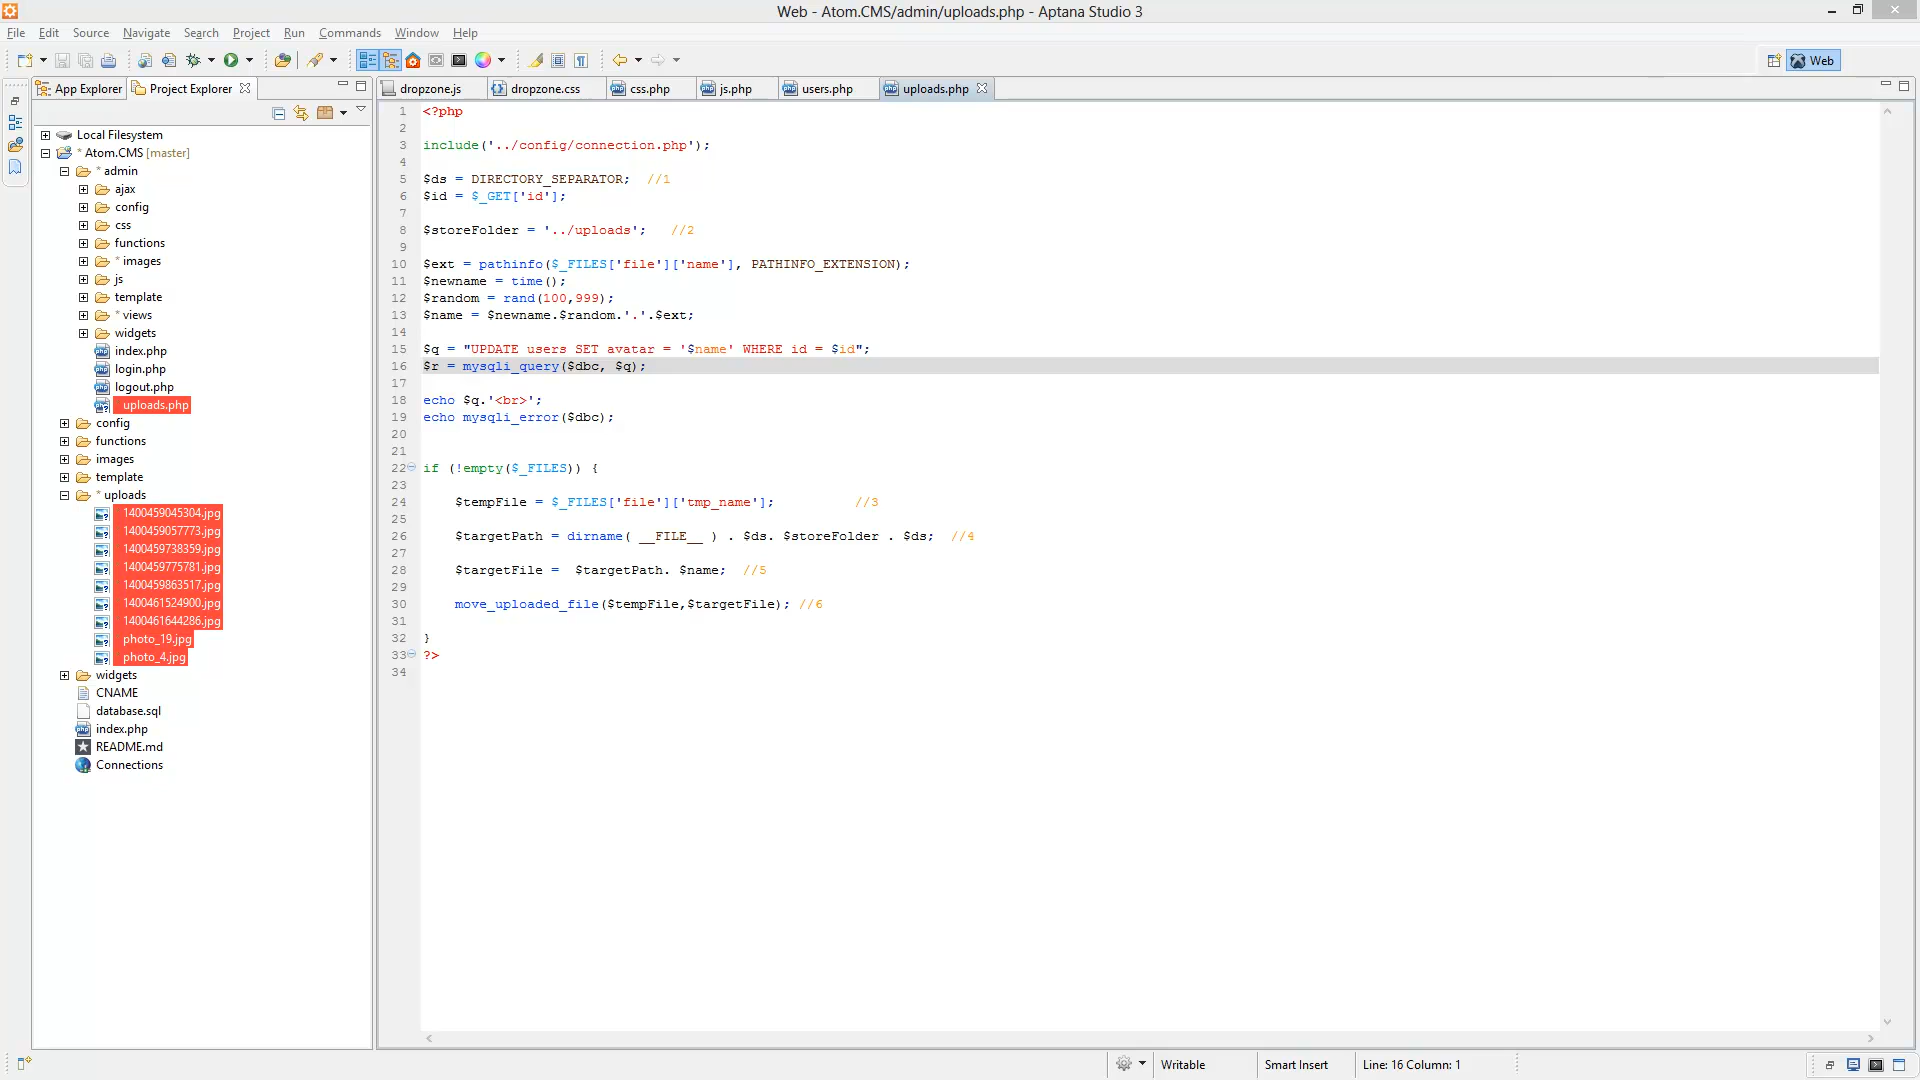 Web - Atom.CMS/admin/uploads.php - Aptana Studio 3
File Edit Source Navigate Search Project Run Commands Window Help
Web
App Explorer Project Explorer
dropzone.js dropzone.css css.php js.php users.php uploads.php
Local Filesystem
* Atom.CMS [master]
* admin
ajax
config
css
functions
* images
js
template
* views
widgets
index.php
login.php
logout.php
uploads.php
config
functions
images
template
* uploads
1400459045304.jpg
1400459057773.jpg
1400459738359.jpg
1400459775781.jpg
1400459863517.jpg
1400461524900.jpg
1400461644286.jpg
photo_19.jpg
photo_4.jpg
widgets
CNAME
database.sql
index.php
README.md
Connections
1 <?php
2
3 include('../config/connection.php');
4
5 $ds = DIRECTORY_SEPARATOR;  //1
6 $id = $_GET['id'];
7
8 $storeFolder = '../uploads';   //2
9
10 $ext = pathinfo($_FILES['file']['name'], PATHINFO_EXTENSION);
11 $newname = time();
12 $random = rand(100,999);
13 $name = $newname.$random.'.'.$ext;
14
15 $q = "UPDATE users SET avatar = '$name' WHERE id = $id";
16 $r = mysqli_query($dbc, $q);
17
18 echo $q.'<br>';
19 echo mysqli_error($dbc);
20
21
22 if (!empty($_FILES)) {
23
24     $tempFile = $_FILES['file']['tmp_name'];          //3
25
26     $targetPath = dirname( __FILE__ ) . $ds. $storeFolder . $ds;  //4
27
28     $targetFile =  $targetPath. $name;  //5
29
30     move_uploaded_file($tempFile,$targetFile); //6
31
32 }
33 ?>
34
Writable Smart Insert Line: 16 Column: 1